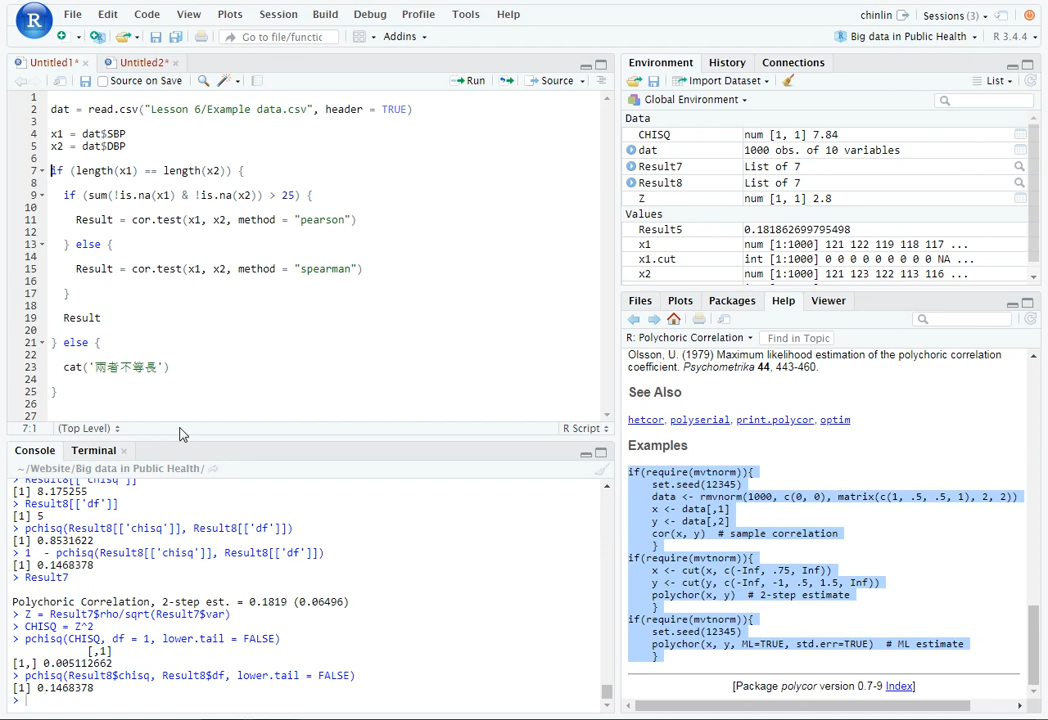 File Edit Code View Plots Session Build Debug Profile Tools Help
chinlin Sessions (3)
Go to file/functic Addins
Big data in Public Health R 3.4.4
Untitled1* Untitled2*
Source on Save Run Source
1
2 dat = read.csv("Lesson 6/Example data.csv", header = TRUE)
3
4 x1 = dat$SBP
5 x2 = dat$DBP
6
7 if (length(x1) == length(x2)) {
8
9 if (sum(!is.na(x1) & !is.na(x2)) > 25) {
10
11 Result = cor.test(x1, x2, method = "pearson")
12
13 } else {
14
15 Result = cor.test(x1, x2, method = "spearman")
16
17 }
18
19 Result
20
21 } else {
22
23 cat('兩者不等長')
24
25 }
26
27
7:1 (Top Level) R Script
Console Terminal
~/Website/Big data in Public Health/
> Result8[['chisq']]
[1] 8.175255
> Result8[['df']]
[1] 5
> pchisq(Result8[['chisq']], Result8[['df']])
[1] 0.8531622
> 1 - pchisq(Result8[['chisq']], Result8[['df']])
[1] 0.1468378
> Result7
Polychoric Correlation, 2-step est. = 0.1819 (0.06496)
> Z = Result7$rho/sqrt(Result7$var)
> CHISQ = Z^2
> pchisq(CHISQ, df = 1, lower.tail = FALSE)
[,1]
[1,] 0.005112662
> pchisq(Result8$chisq, Result8$df, lower.tail = FALSE)
[1] 0.1468378
>
Environment History Connections
Import Dataset List
Global Environment
Data
CHISQ num [1, 1] 7.84
dat 1000 obs. of 10 variables
Result7 List of 7
Result8 List of 7
Z num [1, 1] 2.8
Values
Result5 0.181862699795498
x1 num [1:1000] 121 122 119 118 117 ...
x1.cut int [1:1000] 0 0 0 0 0 0 0 0 0 NA ...
x2 num [1:1000] 121 123 122 113 116 ...
Files Plots Packages Help Viewer
R: Polychoric Correlation Find in Topic
Olsson, U. (1979) Maximum likelihood estimation of the polychoric correlation
coefficient. Psychometrika 44, 443-460.
See Also
hetcor, polyserial, print.polycor, optim
Examples
if(require(mvtnorm)){
set.seed(12345)
data <- rmvnorm(1000, c(0, 0), matrix(c(1, .5, .5, 1), 2, 2))
x <- data[,1]
y <- data[,2]
cor(x, y) # sample correlation
}
if(require(mvtnorm)){
x <- cut(x, c(-Inf, .75, Inf))
y <- cut(y, c(-Inf, -1, .5, 1.5, Inf))
polychor(x, y) # 2-step estimate
}
if(require(mvtnorm)){
set.seed(12345)
polychor(x, y, ML=TRUE, std.err=TRUE) # ML estimate
}
[Package polycor version 0.7-9 Index]